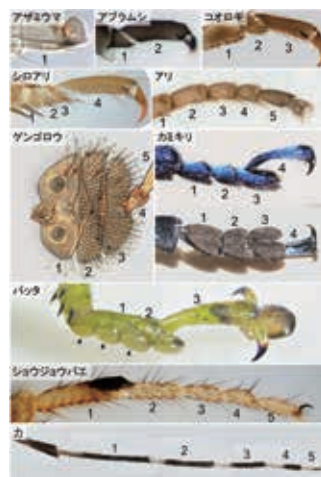 アザミウマ
1
アブラムシ
1 2
コオロギ
1 2 3
シロアリ
1 2 3 4
アリ
1 2 3 4 5
ゲンゴロウ
1 2 3 4 5
カミキリ
1 2 3 4
1 2 3 4
バッタ
1 2 3
ショウジョウバエ
1 2 3 4 5
カ
1 2 3 4 5